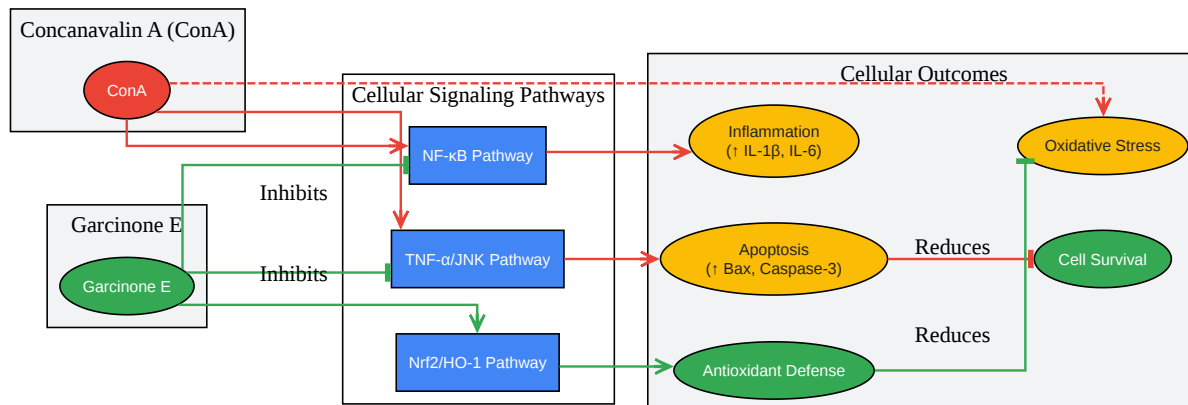 Concanavalin A (ConA)
ConA
Cellular Signaling Pathways
NF-κB Pathway
Inhibits
TNF-α/JNK Pathway
Inhibits
Nrf2/HO-1 Pathway
Garcinone E
Garcinone E
Cellular Outcomes
Inflammation
(↑ IL-1β, IL-6)
Oxidative Stress
Apoptosis
(↑ Bax, Caspase-3)
Reduces
Cell Survival
Reduces
Antioxidant Defense